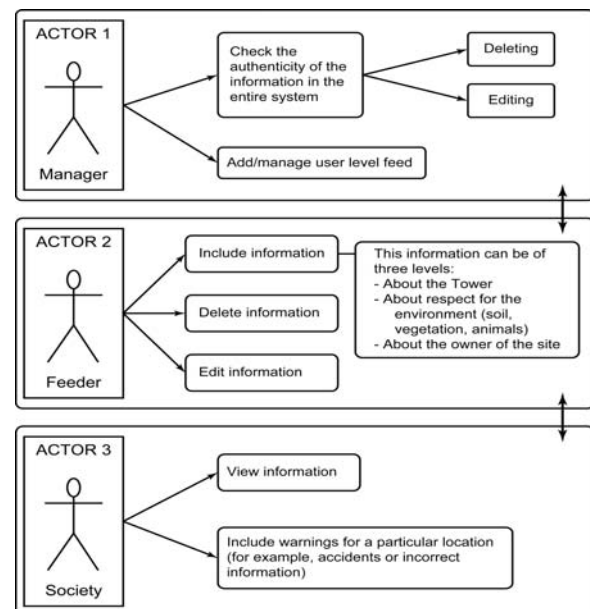 ACTOR 1
Manager
Check the
authenticity of the
information in the
entire system
Deleting
Editing
Add/manage user level feed
ACTOR 2
Feeder
Include information
Delete information
Edit information
This information can be of
three levels:
- About the Tower
- About respect for the
environment (soil,
vegetation, animals)
- About the owner of the site
ACTOR 3
Society
View information
Include warnings for a particular location
(for example, accidents or incorrect
information)